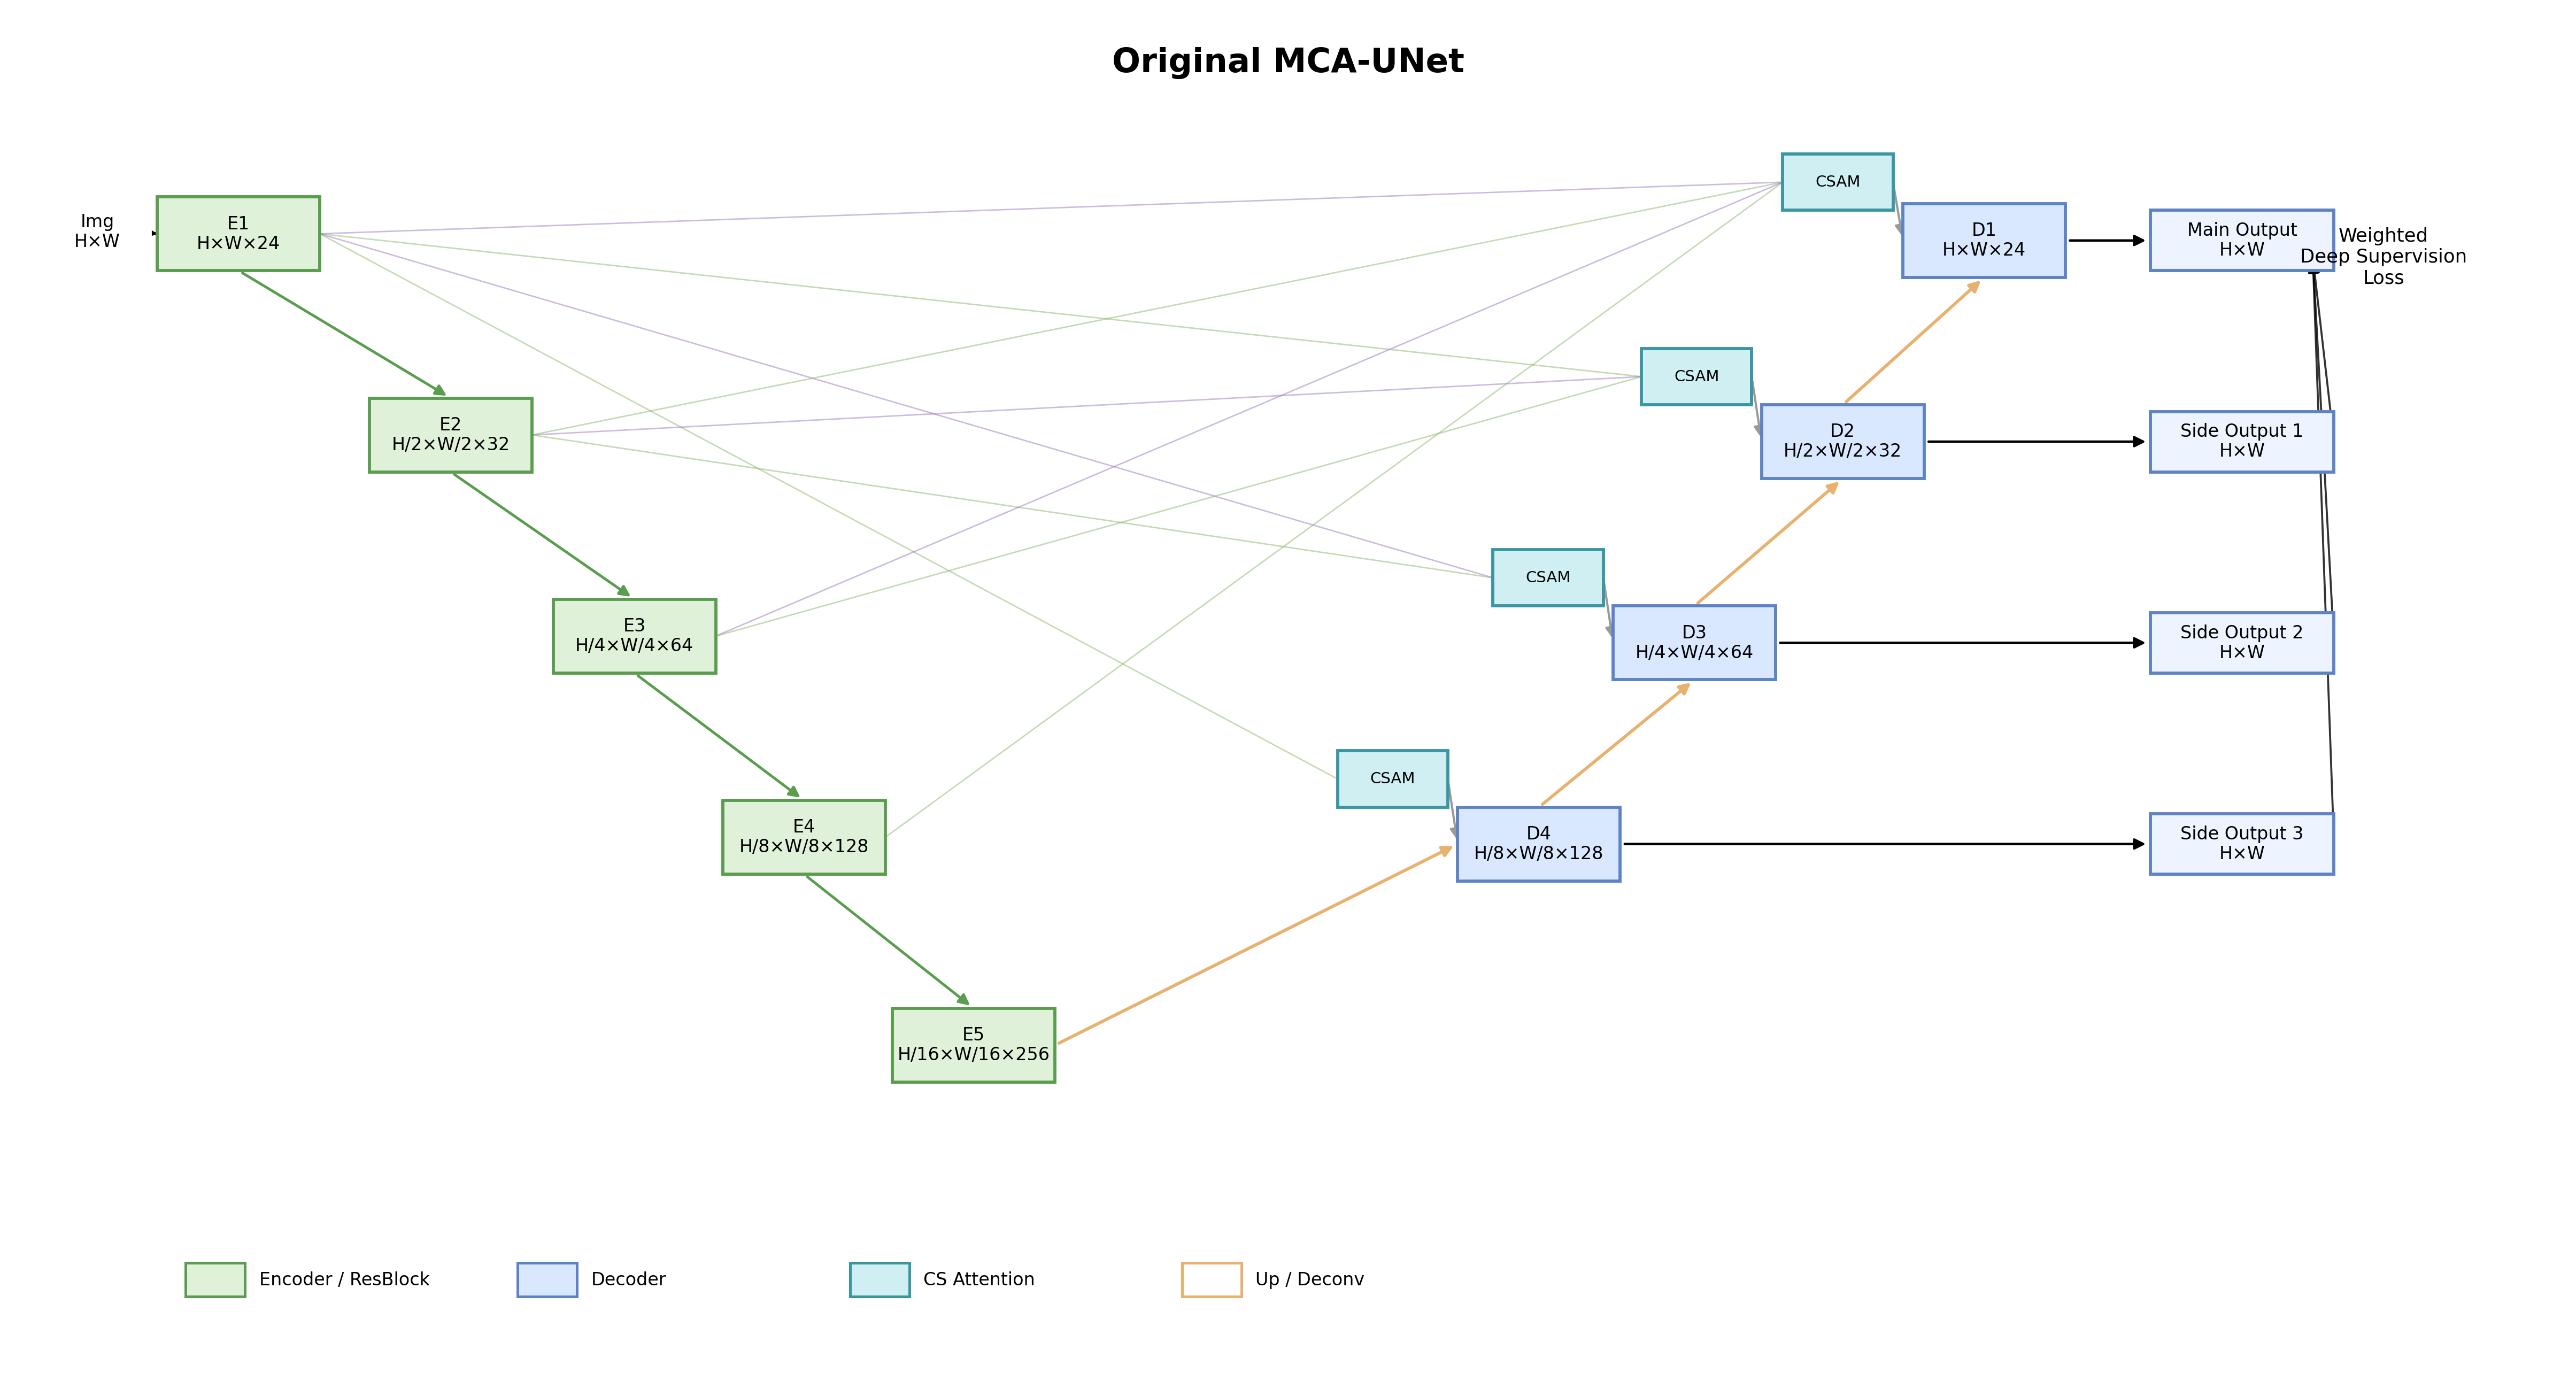 Original MCA-UNet
Img
H×W
E1
H×W×24
CSAM
D1
H×W×24
Main Output
H×W
Weighted
Deep Supervision
Loss
E2
H/2×W/2×32
CSAM
D2
H/2×W/2×32
Side Output 1
H×W
E3
H/4×W/4×64
CSAM
D3
H/4×W/4×64
Side Output 2
H×W
E4
H/8×W/8×128
CSAM
D4
H/8×W/8×128
Side Output 3
H×W
E5
H/16×W/16×256
Encoder / ResBlock
Decoder
CS Attention
Up / Deconv